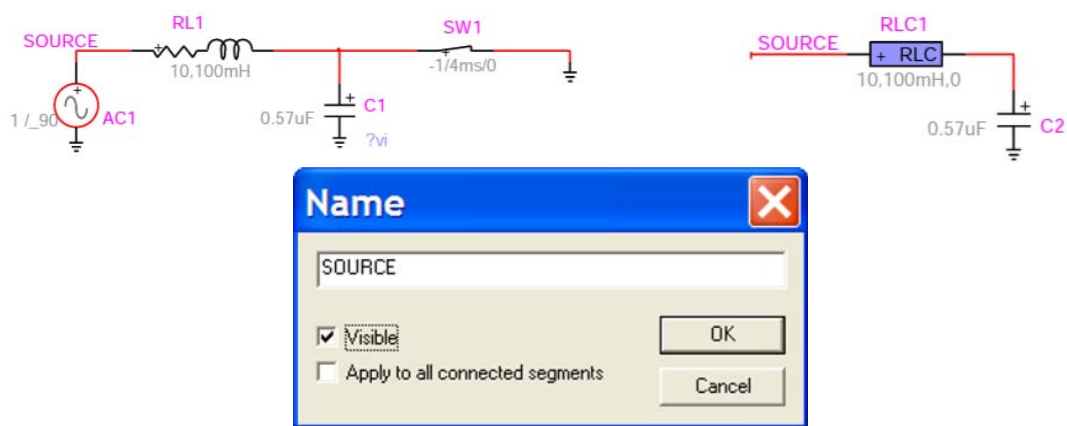 SOURCE
RL1
10,100mH
SW1
-1/4ms/0
AC1
1 /_90
C1
0.57uF
?vi
SOURCE
RLC1
+ RLC
10,100mH,0
0.57uF
C2
Name
SOURCE
Visible
Apply to all connected segments
OK
Cancel